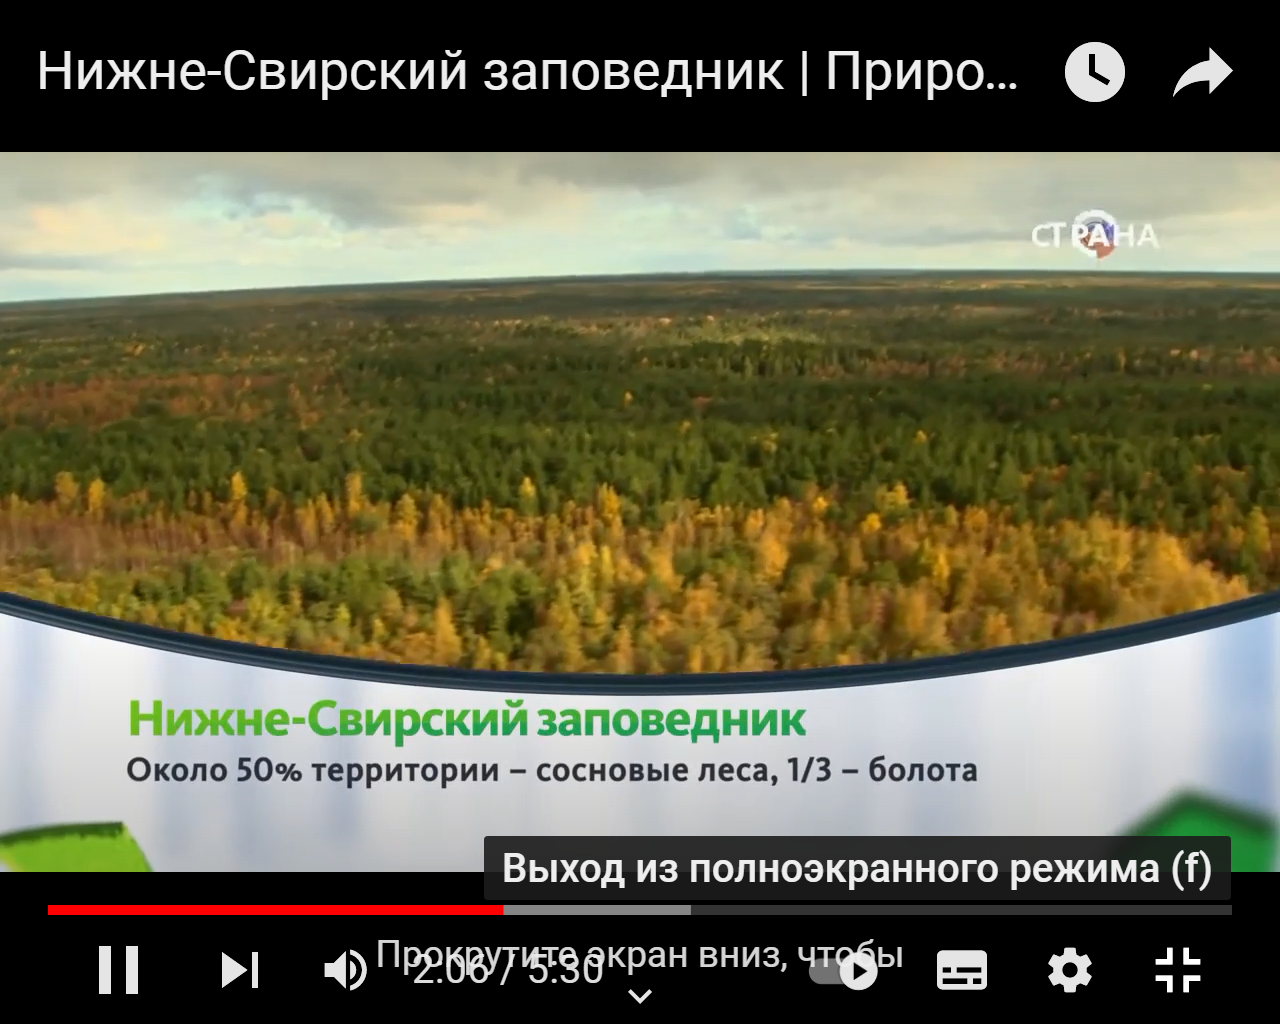 Нижне-Свирский заповедник | Приро...
СТРАНА
Нижне-Свирский заповедник
Около 50% территории – сосновые леса, 1/3 – болота
Выход из полноэкранного режима (f)
Прокрутите экран вниз, чтобы
2:06 / 5:30